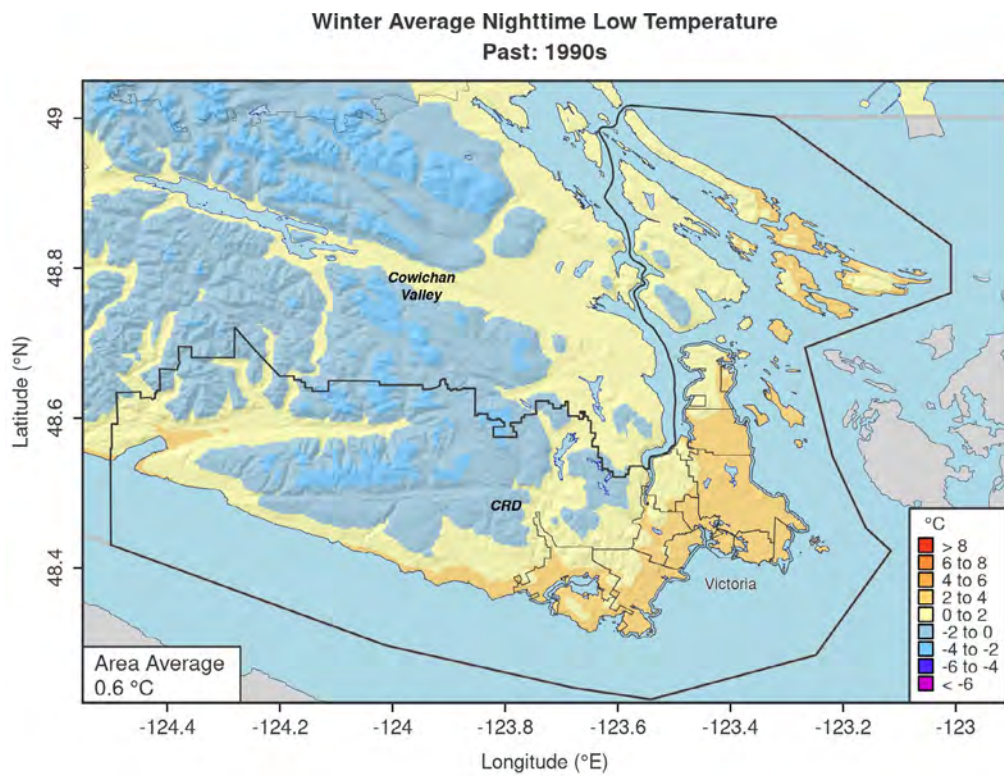 Winter Average Nighttime Low Temperature
Past: 1990s
Latitude (°N)
49
48.8
48.6
48.4
Cowichan
Valley
CRD
Victoria
Area Average
0.6 °C
°C
> 8
6 to 8
4 to 6
2 to 4
0 to 2
-2 to 0
-4 to -2
-6 to -4
< -6
-124.4
-124.2
-124
-123.8
-123.6
-123.4
-123.2
-123
Longitude (°E)